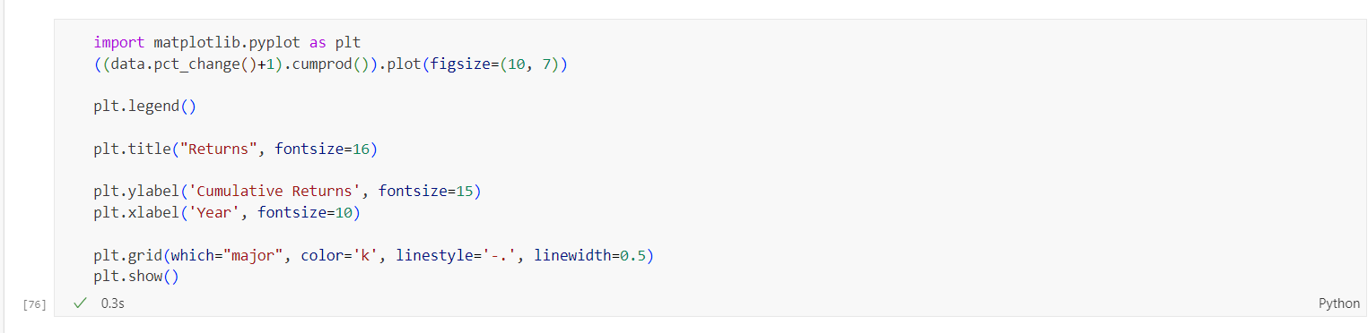 import matplotlib.pyplot as plt
((data.pct_change()+1).cumprod()).plot(figsize=(10, 7))
plt.legend()
plt.title("Returns", fontsize=16)
plt.ylabel('Cumulative Returns', fontsize=15)
plt.xlabel('Year', fontsize=10)
plt.grid(which="major", color='k', linestyle='-.', linewidth=0.5)
plt.show()
[76] 0.3s Python